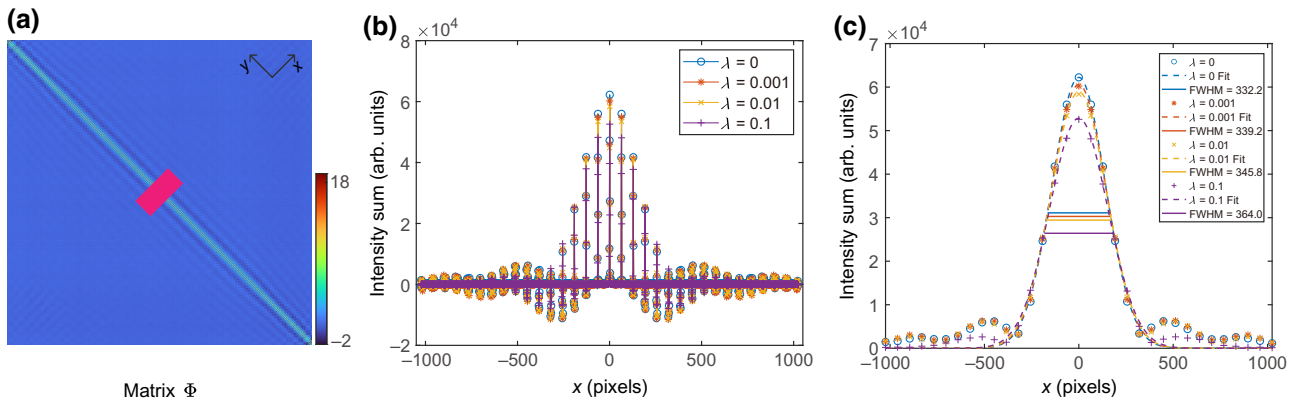 (a)
y
x
18
−2
Matrix Φ
(b)
×10⁴
8
6
4
2
0
−2
Intensity sum (arb. units)
λ = 0
λ = 0.001
λ = 0.01
λ = 0.1
−1000
−500
0
500
1000
x (pixels)
(c)
×10⁴
7
6
5
4
3
2
1
0
Intensity sum (arb. units)
λ = 0
λ = 0 Fit
FWHM = 332.2
λ = 0.001
λ = 0.001 Fit
FWHM = 339.2
λ = 0.01
λ = 0.01 Fit
FWHM = 345.8
λ = 0.1
λ = 0.1 Fit
FWHM = 364.0
−1000
−500
0
500
1000
x (pixels)